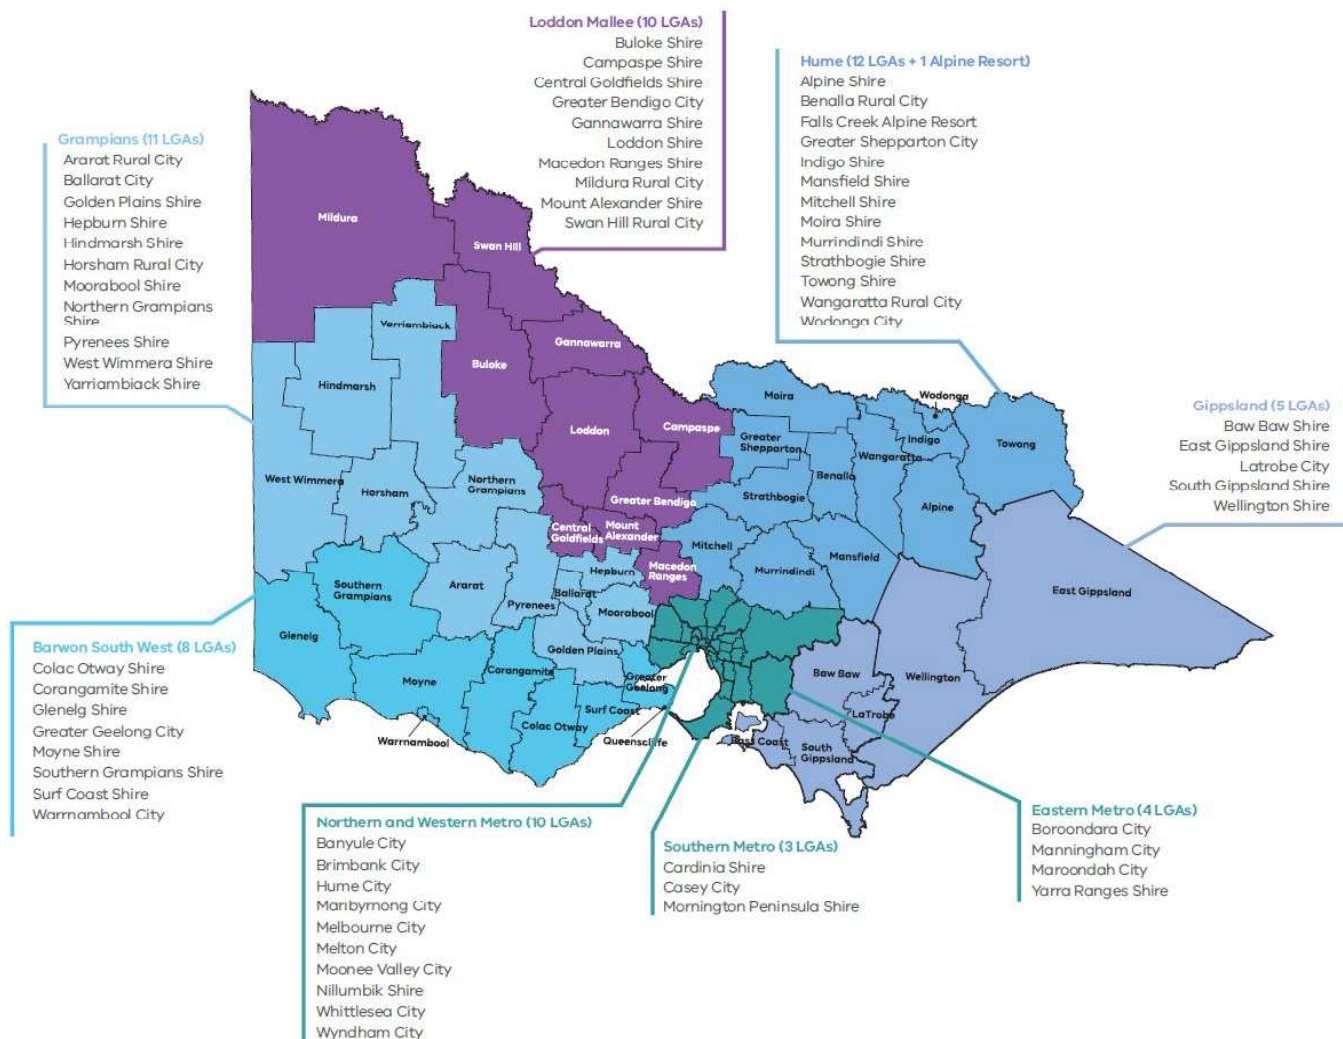 Loddon Mallee (10 LGAs)
Buloke Shire
Campaspe Shire
Central Goldfields Shire
Greater Bendigo City
Gannawarra Shire
Loddon Shire
Macedon Ranges Shire
Mildura Rural City
Mount Alexander Shire
Swan Hill Rural City
Hume (12 LGAs + 1 Alpine Resort)
Alpine Shire
Benalla Rural City
Falls Creek Alpine Resort
Greater Shepparton City
Indigo Shire
Mansfield Shire
Mitchell Shire
Moira Shire
Murrindindi Shire
Strathbogie Shire
Towong Shire
Wangaratta Rural City
Wodonga City
Grampians (11 LGAs)
Ararat Rural City
Ballarat City
Golden Plains Shire
Hepburn Shire
Hindmarsh Shire
Horsham Rural City
Moorabool Shire
Northern Grampians
Shire
Pyrenees Shire
West Wimmera Shire
Yarriambiack Shire
Gippsland (5 LGAs)
Baw Baw Shire
East Gippsland Shire
Latrobe City
South Gippsland Shire
Wellington Shire
Mildura
Swan Hill
Yarriambiack
Gannawarra
Buloke
Hindmarsh
Loddon
Campaspe
Moira
Wodonga
Greater
Shepparton
Indigo
Towong
Wangaratta
Benalla
West Wimmera
Horsham
Northern
Grampians
Greater Bendigo
Strathbogie
Alpine
Central
Goldfields
Mount
Alexander
Mitchell
Mansfield
Macedon
Ranges
Murrindindi
Hepburn
Southern
Grampians
Ararat
Ballarat
Pyrenees
Moorabool
East Gippsland
Glenelg
Golden Plains
Corangamite
Moyne
Greater
Geelong
Baw Baw
Wellington
Surf Coast
LaTrobe
Colac Otway
Warrnambool
Queenscliffe
Coast
South
Gippsland
Barwon South West (8 LGAs)
Colac Otway Shire
Corangamite Shire
Glenelg Shire
Greater Geelong City
Moyne Shire
Southern Grampians Shire
Surf Coast Shire
Warrnambool City
Northern and Western Metro (10 LGAs)
Banyule City
Brimbank City
Hume City
Maribyrnong City
Melbourne City
Melton City
Moonee Valley City
Nillumbik Shire
Whittlesea City
Wyndham City
Southern Metro (3 LGAs)
Cardinia Shire
Casey City
Mornington Peninsula Shire
Eastern Metro (4 LGAs)
Boroondara City
Manningham City
Maroondah City
Yarra Ranges Shire